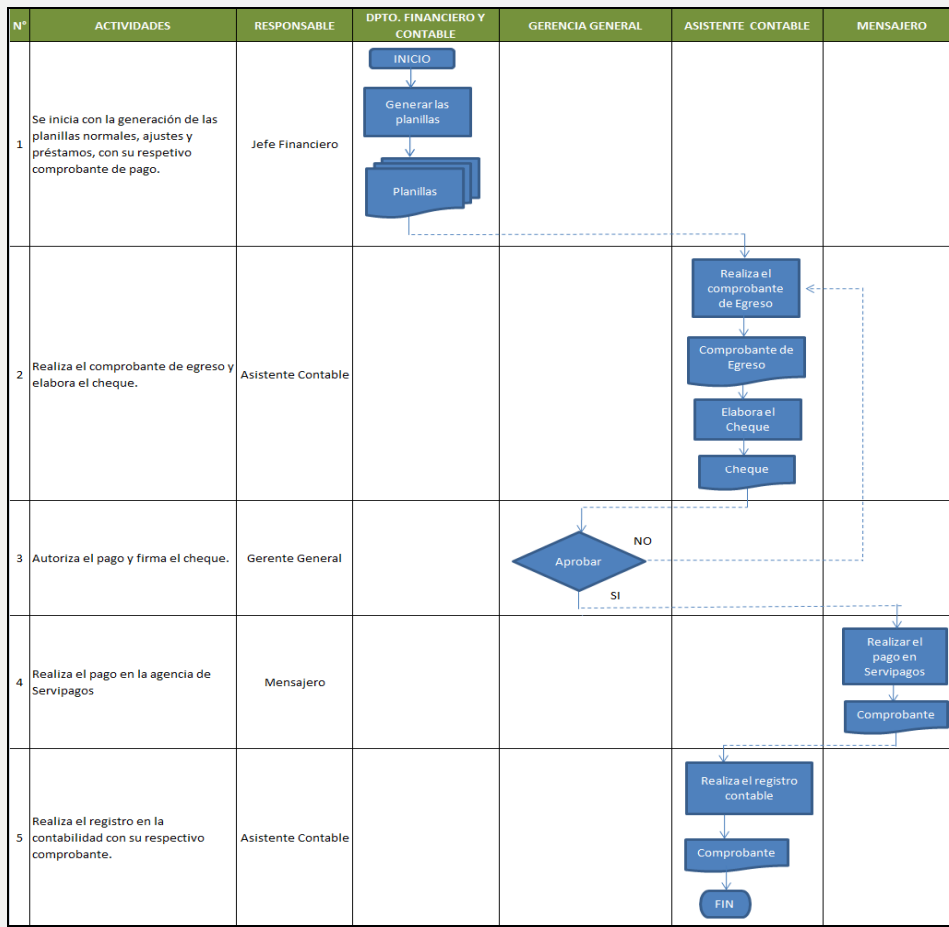 N°
ACTIVIDADES
RESPONSABLE
DPTO. FINANCIERO Y
CONTABLE
GERENCIA GENERAL
ASISTENTE CONTABLE
MENSAJERO
1
Se inicia con la generación de las
planillas normales, ajustes y
préstamos, con su respetivo
comprobante de pago.
Jefe Financiero
INICIO
Generar las
planillas
Planillas
2
Realiza el comprobante de egreso y
elabora el cheque.
Asistente Contable
Realiza el
comprobante
de Egreso
Comprobante de
Egreso
Elabora el
Cheque
Cheque
3
Autoriza el pago y firma el cheque.
Gerente General
Aprobar
NO
SI
4
Realiza el pago en la agencia de
Servipagos
Mensajero
Realizar el
pago en
Servipagos
Comprobante
5
Realiza el registro en la
contabilidad con su respectivo
comprobante.
Asistente Contable
Realiza el registro
contable
Comprobante
FIN